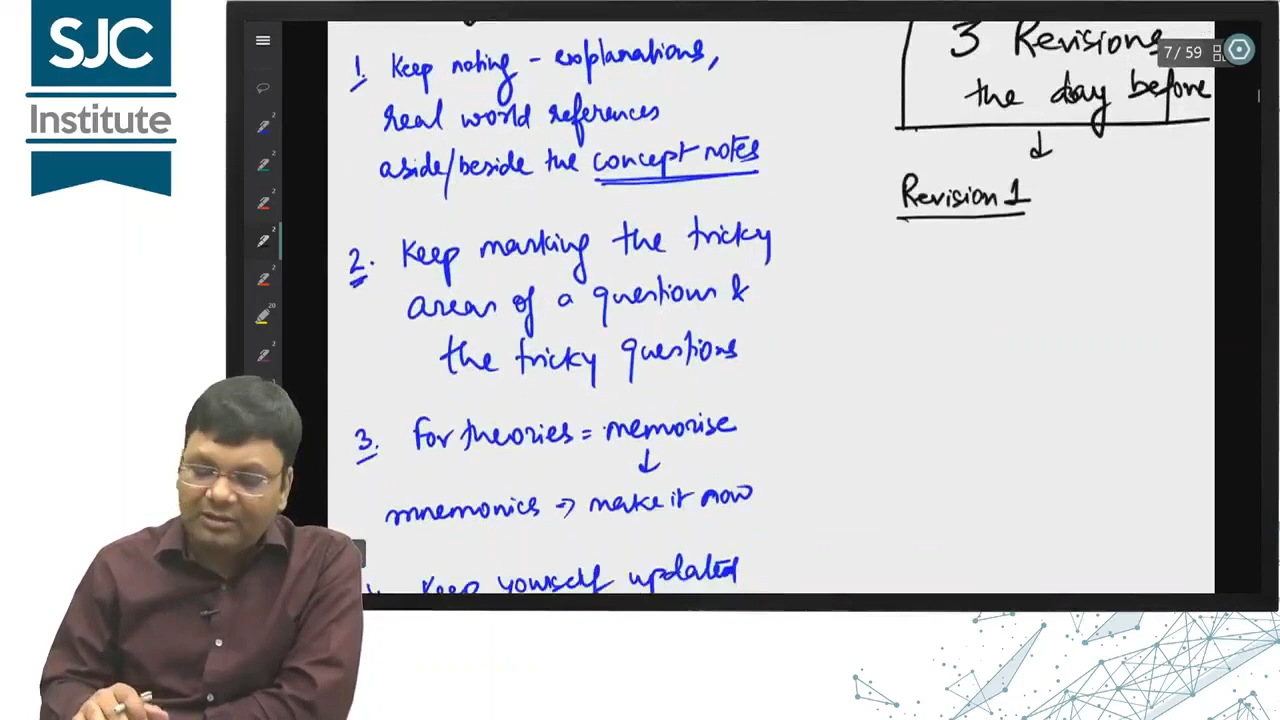 SJC
Institute
1. Keep noting - explanations,
real world references
aside/beside the concept notes
2. Keep marking the tricky
areas of a questions &
the tricky questions
3. For theories = memorise
↓
mnemonics => make it now
Keep yourself updated
3 Revisions
the day before
↓
Revision 1
7 / 59